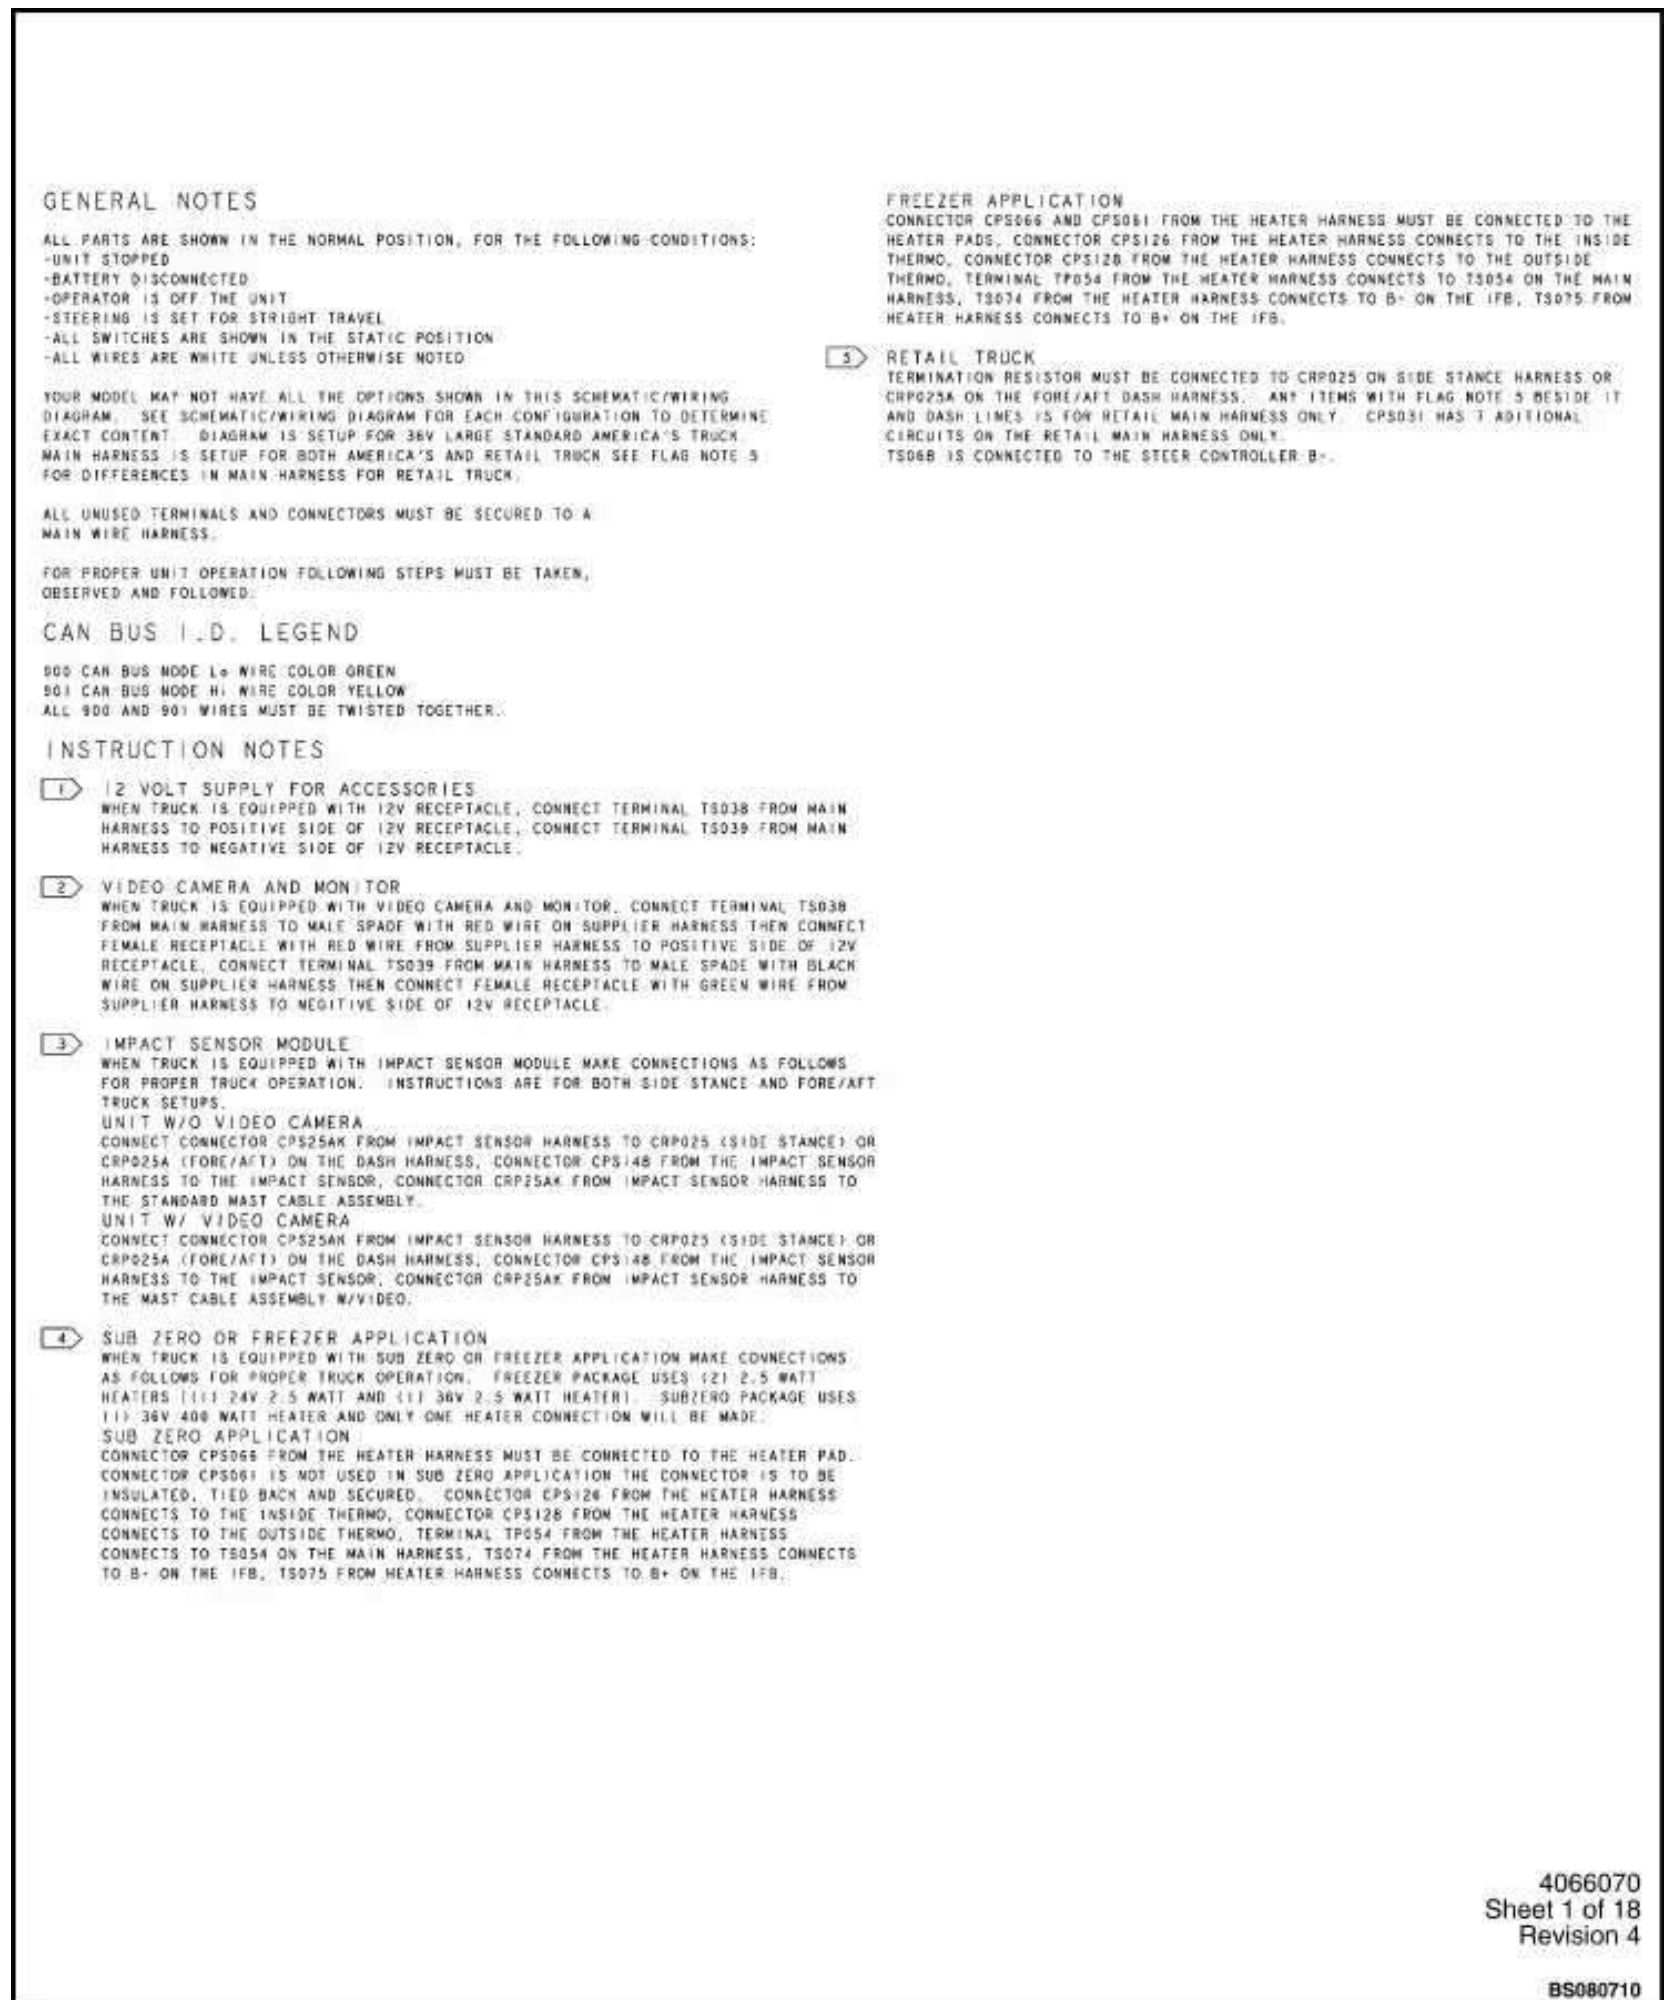 GENERAL NOTES
ALL PARTS ARE SHOWN IN THE NORMAL POSITION, FOR THE FOLLOWING CONDITIONS:
-UNIT STOPPED
-BATTERY DISCONNECTED
-OPERATOR IS OFF THE UNIT
-STEERING IS SET FOR STRIGHT TRAVEL
-ALL SWITCHES ARE SHOWN IN THE STATIC POSITION
-ALL WIRES ARE WHITE UNLESS OTHERWISE NOTED
YOUR MODEL MAY NOT HAVE ALL THE OPTIONS SHOWN IN THIS SCHEMATIC/WIRING
DIAGRAM. SEE SCHEMATIC/WIRING DIAGRAM FOR EACH CONFIGURATION TO DETERMINE
EXACT CONTENT. DIAGRAM IS SETUP FOR 36V LARGE STANDARD AMERICA'S TRUCK
MAIN HARNESS IS SETUP FOR BOTH AMERICA'S AND RETAIL TRUCK SEE FLAG NOTE 5
FOR DIFFERENCES IN MAIN HARNESS FOR RETAIL TRUCK.
ALL UNUSED TERMINALS AND CONNECTORS MUST BE SECURED TO A
MAIN WIRE HARNESS.
FOR PROPER UNIT OPERATION FOLLOWING STEPS MUST BE TAKEN,
OBSERVED AND FOLLOWED.
CAN BUS I.D. LEGEND
900 CAN BUS NODE Lo WIRE COLOR GREEN
901 CAN BUS NODE Hi WIRE COLOR YELLOW
ALL 900 AND 901 WIRES MUST BE TWISTED TOGETHER.
INSTRUCTION NOTES
1 12 VOLT SUPPLY FOR ACCESSORIES
WHEN TRUCK IS EQUIPPED WITH 12V RECEPTACLE, CONNECT TERMINAL TS038 FROM MAIN
HARNESS TO POSITIVE SIDE OF 12V RECEPTACLE, CONNECT TERMINAL TS039 FROM MAIN
HARNESS TO NEGATIVE SIDE OF 12V RECEPTACLE.
2 VIDEO CAMERA AND MONITOR
WHEN TRUCK IS EQUIPPED WITH VIDEO CAMERA AND MONITOR, CONNECT TERMINAL TS038
FROM MAIN HARNESS TO MALE SPADE WITH RED WIRE ON SUPPLIER HARNESS THEN CONNECT
FEMALE RECEPTACLE WITH RED WIRE FROM SUPPLIER HARNESS TO POSITIVE SIDE OF 12V
RECEPTACLE, CONNECT TERMINAL TS039 FROM MAIN HARNESS TO MALE SPADE WITH BLACK
WIRE ON SUPPLIER HARNESS THEN CONNECT FEMALE RECEPTACLE WITH GREEN WIRE FROM
SUPPLIER HARNESS TO NEGITIVE SIDE OF 12V RECEPTACLE.
3 IMPACT SENSOR MODULE
WHEN TRUCK IS EQUIPPED WITH IMPACT SENSOR MODULE MAKE CONNECTIONS AS FOLLOWS
FOR PROPER TRUCK OPERATION. INSTRUCTIONS ARE FOR BOTH SIDE STANCE AND FORE/AFT
TRUCK SETUPS.
UNIT W/O VIDEO CAMERA
CONNECT CONNECTOR CPS25AK FROM IMPACT SENSOR HARNESS TO CRP025 (SIDE STANCE) OR
CRP025A (FORE/AFT) ON THE DASH HARNESS, CONNECTOR CPS148 FROM THE IMPACT SENSOR
HARNESS TO THE IMPACT SENSOR, CONNECTOR CRP25AK FROM IMPACT SENSOR HARNESS TO
THE STANDARD MAST CABLE ASSEMBLY.
UNIT W/ VIDEO CAMERA
CONNECT CONNECTOR CPS25AK FROM IMPACT SENSOR HARNESS TO CRP025 (SIDE STANCE) OR
CRP025A (FORE/AFT) ON THE DASH HARNESS, CONNECTOR CPS148 FROM THE IMPACT SENSOR
HARNESS TO THE IMPACT SENSOR, CONNECTOR CRP25AK FROM IMPACT SENSOR HARNESS TO
THE MAST CABLE ASSEMBLY W/VIDEO.
4 SUB ZERO OR FREEZER APPLICATION
WHEN TRUCK IS EQUIPPED WITH SUB ZERO OR FREEZER APPLICATION MAKE CONNECTIONS
AS FOLLOWS FOR PROPER TRUCK OPERATION. FREEZER PACKAGE USES (2) 2.5 WATT
HEATERS [(1) 24V 2.5 WATT AND (1) 36V 2.5 WATT HEATER]. SUBZERO PACKAGE USES
(1) 36V 400 WATT HEATER AND ONLY ONE HEATER CONNECTION WILL BE MADE.
SUB ZERO APPLICATION
CONNECTOR CPS066 FROM THE HEATER HARNESS MUST BE CONNECTED TO THE HEATER PAD.
CONNECTOR CPS061 IS NOT USED IN SUB ZERO APPLICATION THE CONNECTOR IS TO BE
INSULATED, TIED BACK AND SECURED. CONNECTOR CPS126 FROM THE HEATER HARNESS
CONNECTS TO THE INSIDE THERMO, CONNECTOR CPS128 FROM THE HEATER HARNESS
CONNECTS TO THE OUTSIDE THERMO, TERMINAL TP054 FROM THE HEATER HARNESS
CONNECTS TO TS054 ON THE MAIN HARNESS, TS074 FROM THE HEATER HARNESS CONNECTS
TO B- ON THE IFB, TS075 FROM HEATER HARNESS CONNECTS TO B+ ON THE IFB.
FREEZER APPLICATION
CONNECTOR CPS066 AND CPS061 FROM THE HEATER HARNESS MUST BE CONNECTED TO THE
HEATER PADS, CONNECTOR CPS126 FROM THE HEATER HARNESS CONNECTS TO THE INSIDE
THERMO, CONNECTOR CPS128 FROM THE HEATER HARNESS CONNECTS TO THE OUTSIDE
THERMO, TERMINAL TP054 FROM THE HEATER HARNESS CONNECTS TO TS054 ON THE MAIN
HARNESS, TS074 FROM THE HEATER HARNESS CONNECTS TO B- ON THE IFB, TS075 FROM
HEATER HARNESS CONNECTS TO B+ ON THE IFB.
5 RETAIL TRUCK
TERMINATION RESISTOR MUST BE CONNECTED TO CRP025 ON SIDE STANCE HARNESS OR
CRP025A ON THE FORE/AFT DASH HARNESS. ANY ITEMS WITH FLAG NOTE 5 BESIDE IT
AND DASH LINES IS FOR RETAIL MAIN HARNESS ONLY. CPS031 HAS 7 ADITIONAL
CIRCUITS ON THE RETAIL MAIN HARNESS ONLY.
TS068 IS CONNECTED TO THE STEER CONTROLLER B-.
4066070
Sheet 1 of 18
Revision 4
BS080710